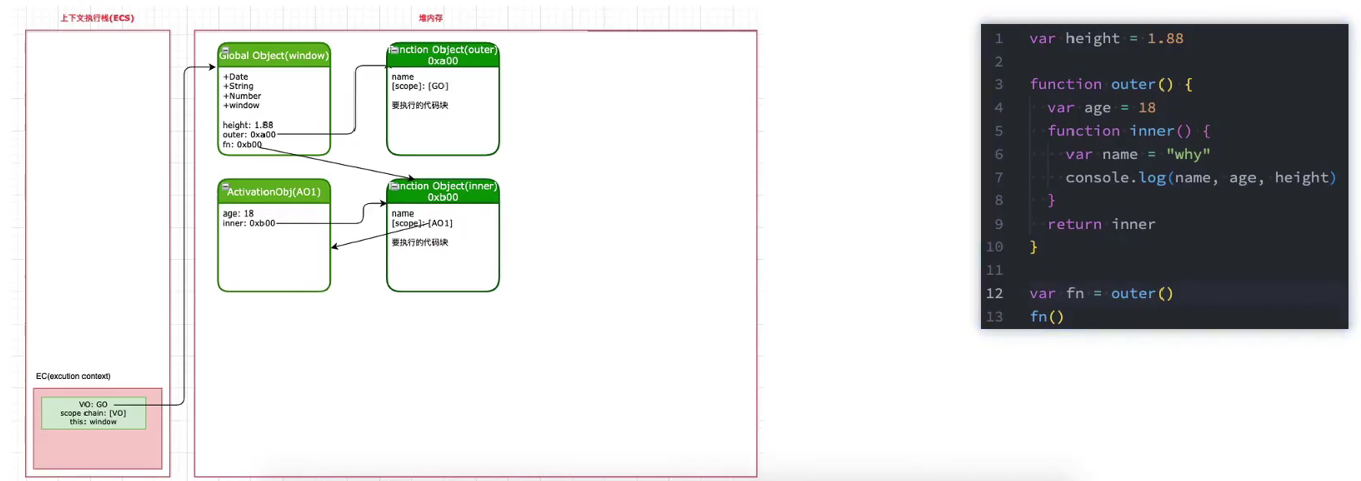 上下文执行栈(ECS)
堆内存
Global Object(window)
+Date
+String
+Number
+window
height: 1.88
outer: 0xa00
fn: 0xb00
function Object(outer)
0xa00
name
[scope]: [GO]
要执行的代码块
ActivationObj(AO1)
age: 18
inner: 0xb00
function Object(inner)
0xb00
name
[scope]: [AO1]
要执行的代码块
EC(excution context)
VO: GO
scope chain: [VO]
this: window
1 var height = 1.88
2
3 function outer() {
4 var age = 18
5 function inner() {
6 var name = "why"
7 console.log(name, age, height)
8 }
9 return inner
10 }
11
12 var fn = outer()
13 fn()